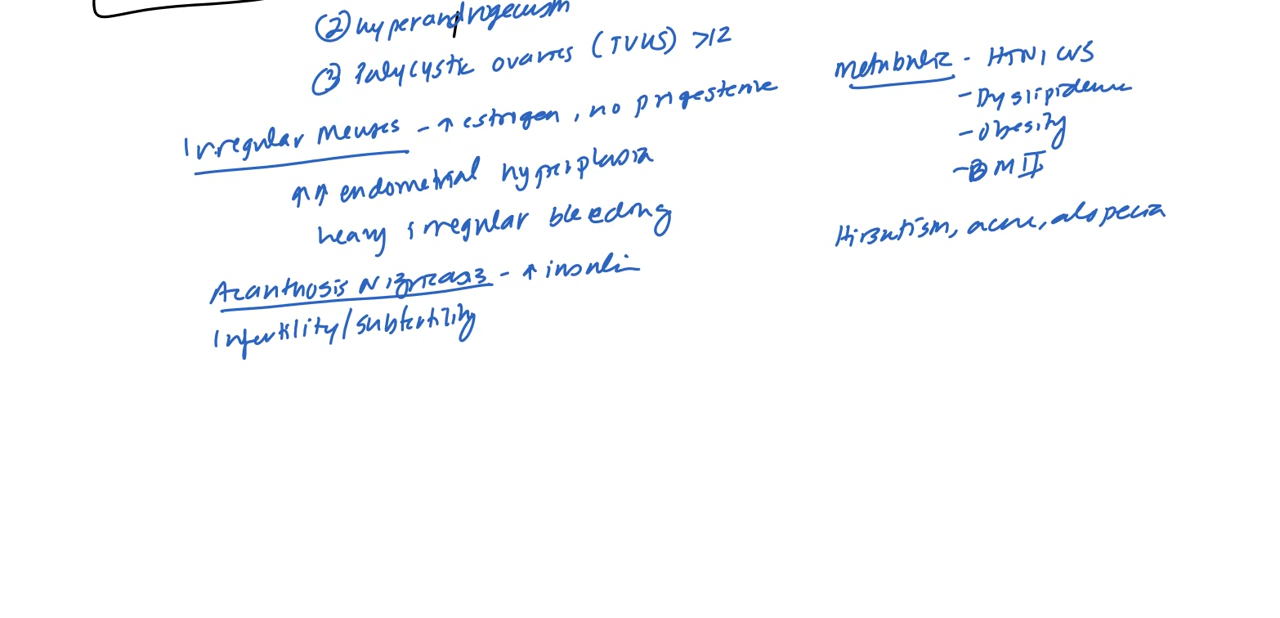 ② hyperandrogenism
③ Polycystic ovaries (TVUS) >12
Irregular Menses - ↑ estrogen, no progesterone
↑↑ endometrial hyperplasia
heavy irregular bleeding
Acanthosis Nigricans - ↑ insulin
Infertility/subfertility
Metabolic - HTN, CVS
- Dyslipidemia
- Obesity
- DM II
Hirsutism, acne, alopecia